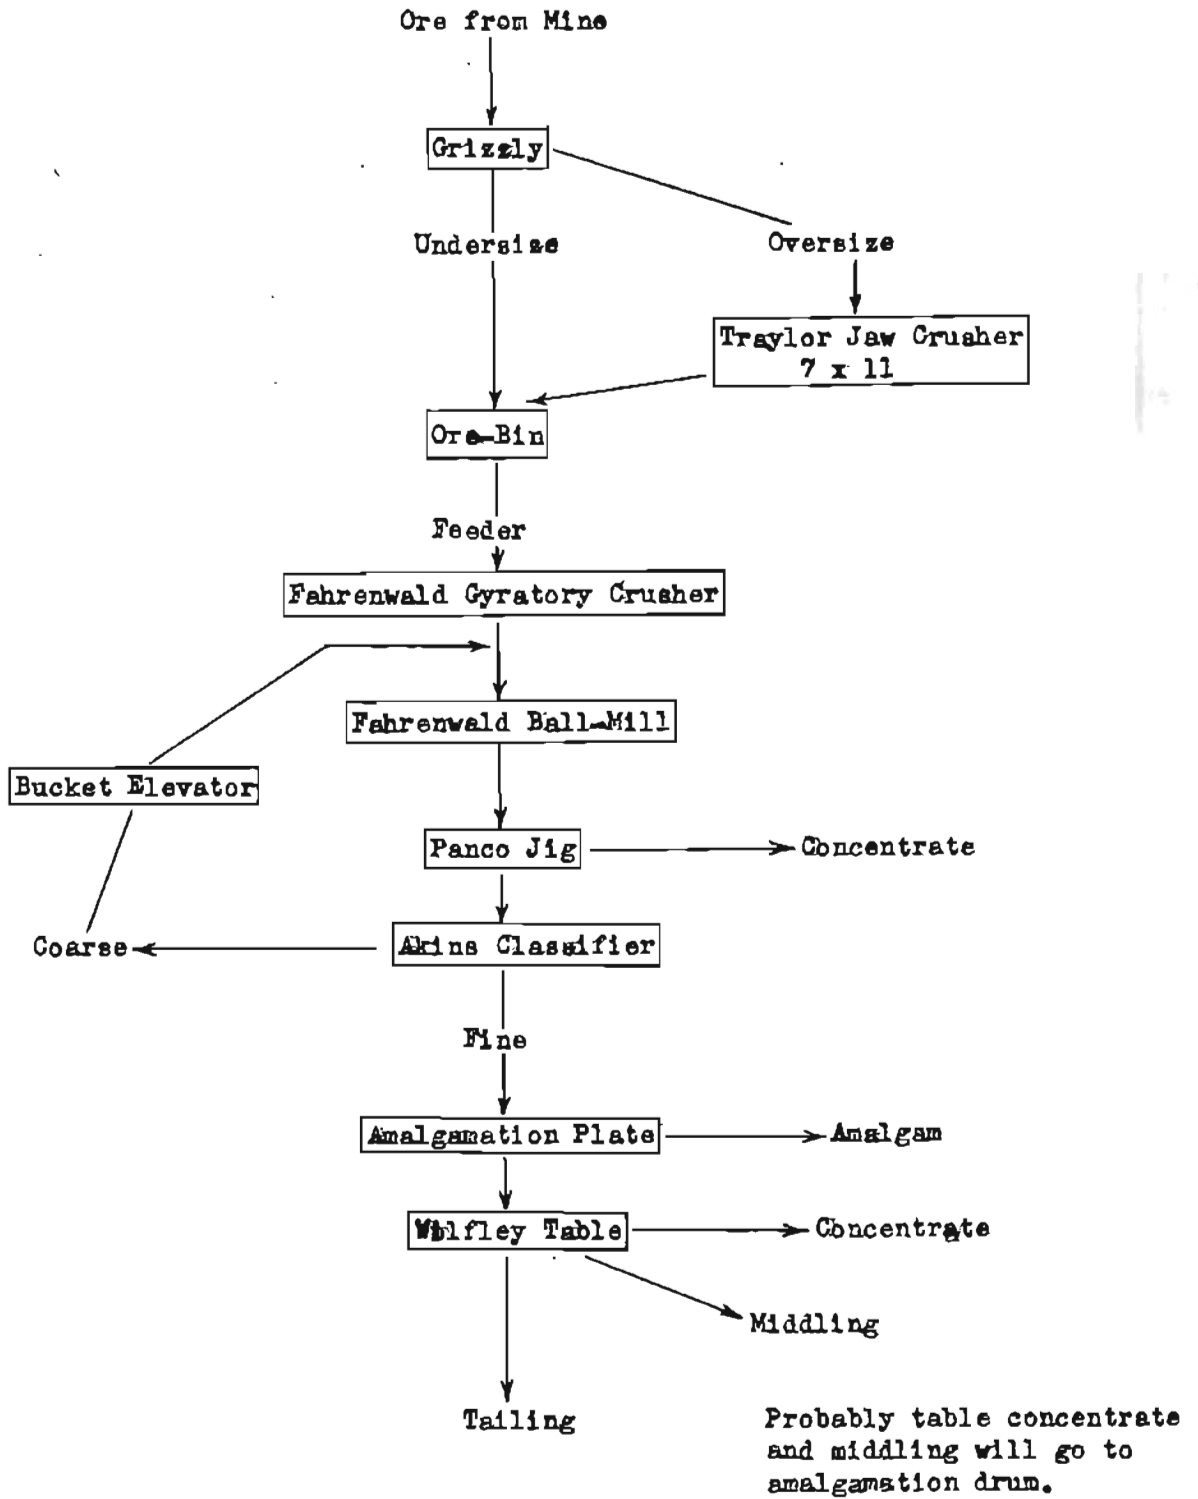 Ore from Mine
Grizzly
Undersize
Oversize
Traylor Jaw Crusher
7 x 11
Ore-Bin
Feeder
Fahrenwald Gyratory Crusher
Fahrenwald Ball-Mill
Bucket Elevator
Panco Jig
Concentrate
Coarse
Akins Classifier
Fine
Amalgamation Plate
Amalgam
Wilfley Table
Concentrate
Middling
Tailing
Probably table concentrate
and middling will go to
amalgamation drum.